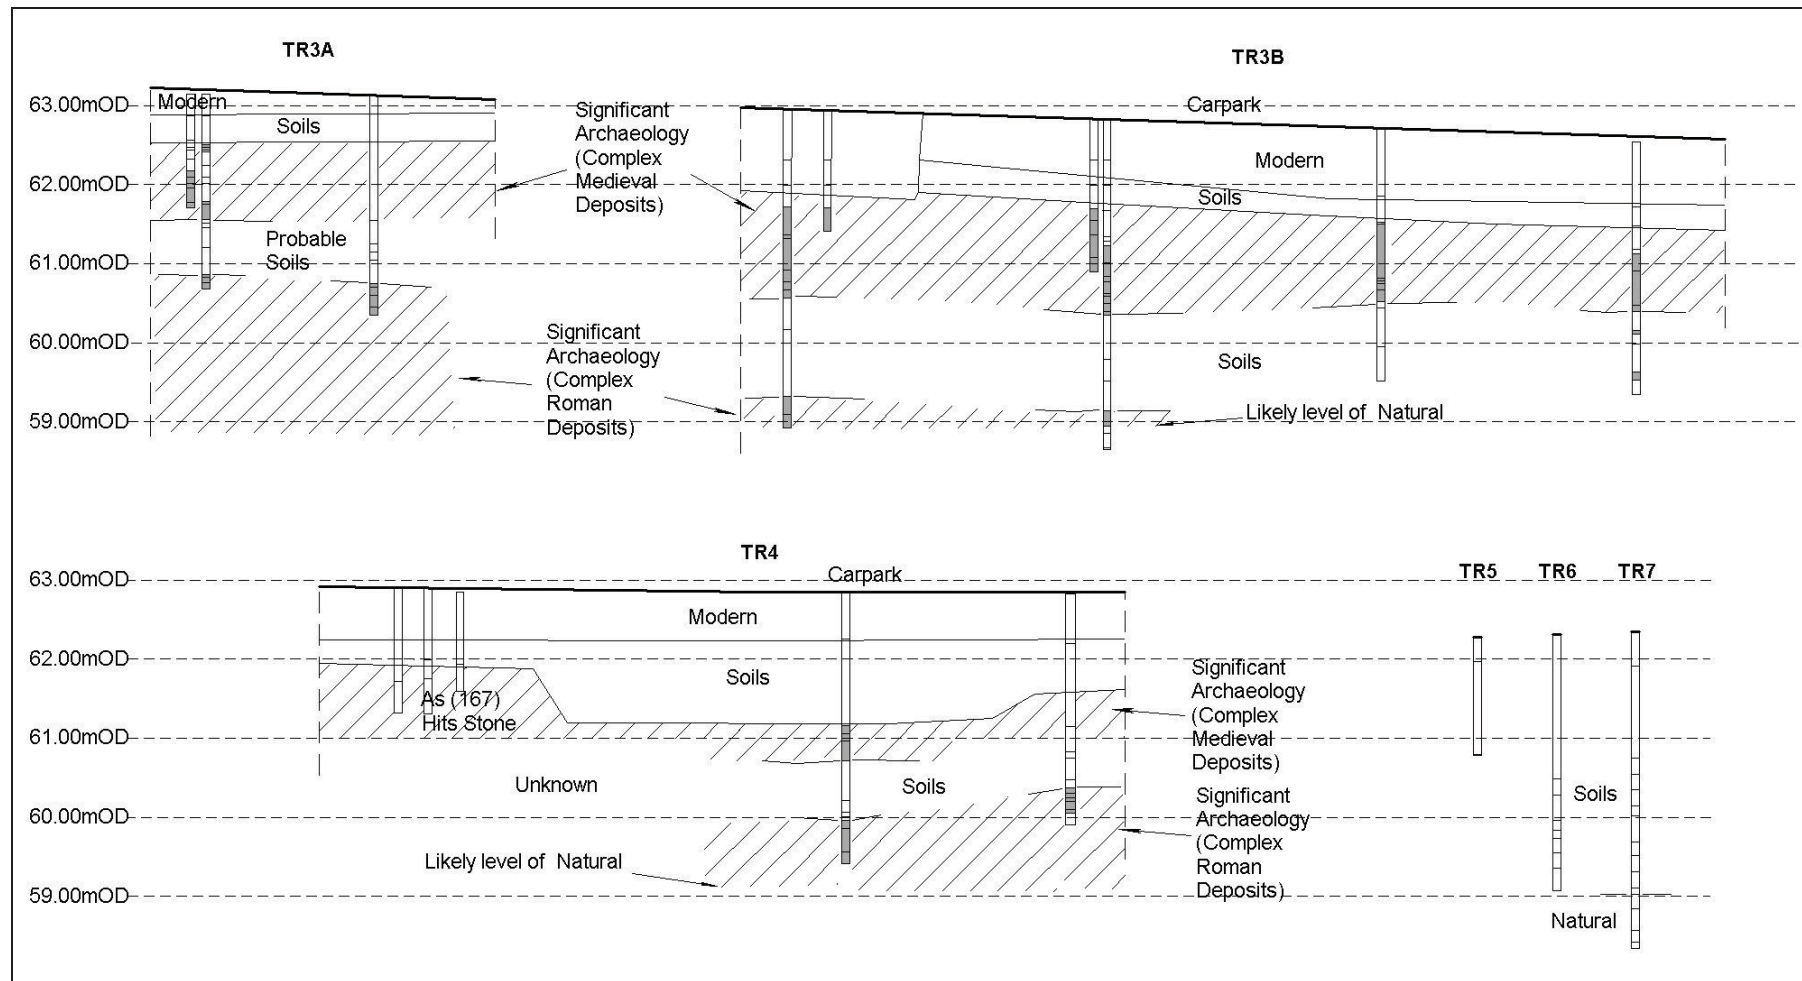 TR3A
TR3B
63.00mOD
Modern
Soils
Significant
Archaeology
(Complex
Medieval
Deposits)
Carpark
Modern
62.00mOD
Soils
Probable
Soils
61.00mOD
Significant
Archaeology
(Complex
Roman
Deposits)
60.00mOD
Soils
59.00mOD
Likely level of Natural
TR4
63.00mOD
Carpark
TR5
TR6
TR7
Modern
62.00mOD
Soils
As (167)
Hits Stone
Significant
Archaeology
(Complex
Medieval
Deposits)
61.00mOD
Unknown
Soils
Significant
Archaeology
(Complex
Roman
Deposits)
Soils
60.00mOD
Likely level of Natural
59.00mOD
Natural